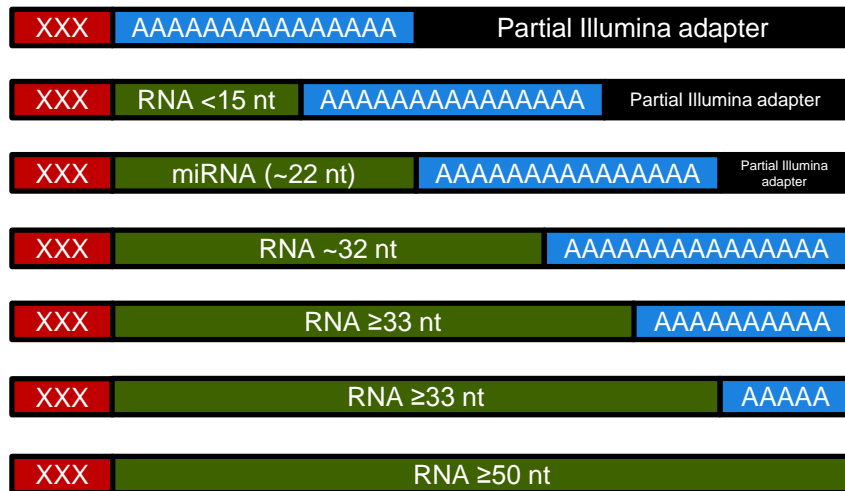 XXX AAAAAAAAAAAAAAA Partial Illumina adapter
XXX RNA <15 nt AAAAAAAAAAAAAAA Partial Illumina adapter
XXX miRNA (~22 nt) AAAAAAAAAAAAAAA Partial Illumina
adapter
XXX RNA ~32 nt AAAAAAAAAAAAAAA
XXX RNA ≥33 nt AAAAAAAAAA
XXX RNA ≥33 nt AAAAA
XXX RNA ≥50 nt